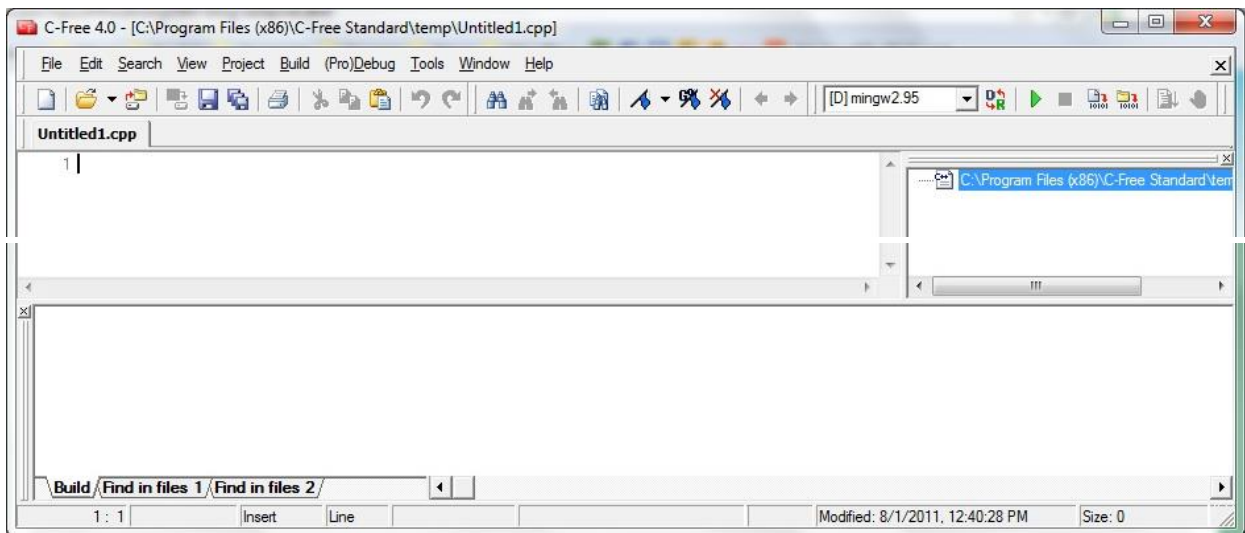 C-Free 4.0 - [C:\Program Files (x86)\C-Free Standard\temp\Untitled1.cpp]
File Edit Search View Project Build (Pro)Debug Tools Window Help
[D] mingw2.95
Untitled1.cpp
1
C:\Program Files (x86)\C-Free Standard\tem
Build Find in files 1 Find in files 2
1: 1 Insert Line Modified: 8/1/2011, 12:40:28 PM Size: 0